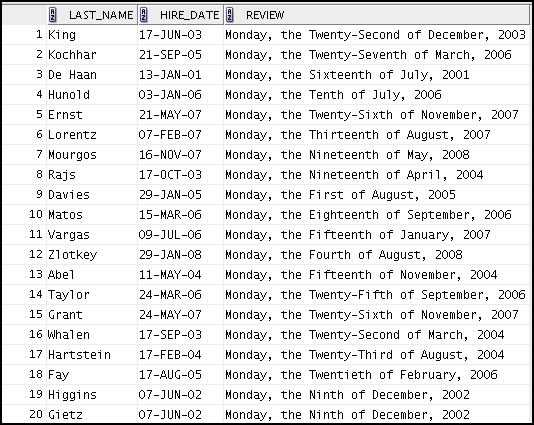 LAST_NAME HIRE_DATE REVIEW
1 King 17-JUN-03 Monday, the Twenty-Second of December, 2003
2 Kochhar 21-SEP-05 Monday, the Twenty-Seventh of March, 2006
3 De Haan 13-JAN-01 Monday, the Sixteenth of July, 2001
4 Hunold 03-JAN-06 Monday, the Tenth of July, 2006
5 Ernst 21-MAY-07 Monday, the Twenty-Sixth of November, 2007
6 Lorentz 07-FEB-07 Monday, the Thirteenth of August, 2007
7 Mourgos 16-NOV-07 Monday, the Nineteenth of May, 2008
8 Rajs 17-OCT-03 Monday, the Nineteenth of April, 2004
9 Davies 29-JAN-05 Monday, the First of August, 2005
10 Matos 15-MAR-06 Monday, the Eighteenth of September, 2006
11 Vargas 09-JUL-06 Monday, the Fifteenth of January, 2007
12 Zlotkey 29-JAN-08 Monday, the Fourth of August, 2008
13 Abel 11-MAY-04 Monday, the Fifteenth of November, 2004
14 Taylor 24-MAR-06 Monday, the Twenty-Fifth of September, 2006
15 Grant 24-MAY-07 Monday, the Twenty-Sixth of November, 2007
16 Whalen 17-SEP-03 Monday, the Twenty-Second of March, 2004
17 Hartstein 17-FEB-04 Monday, the Twenty-Third of August, 2004
18 Fay 17-AUG-05 Monday, the Twentieth of February, 2006
19 Higgins 07-JUN-02 Monday, the Ninth of December, 2002
20 Gietz 07-JUN-02 Monday, the Ninth of December, 2002